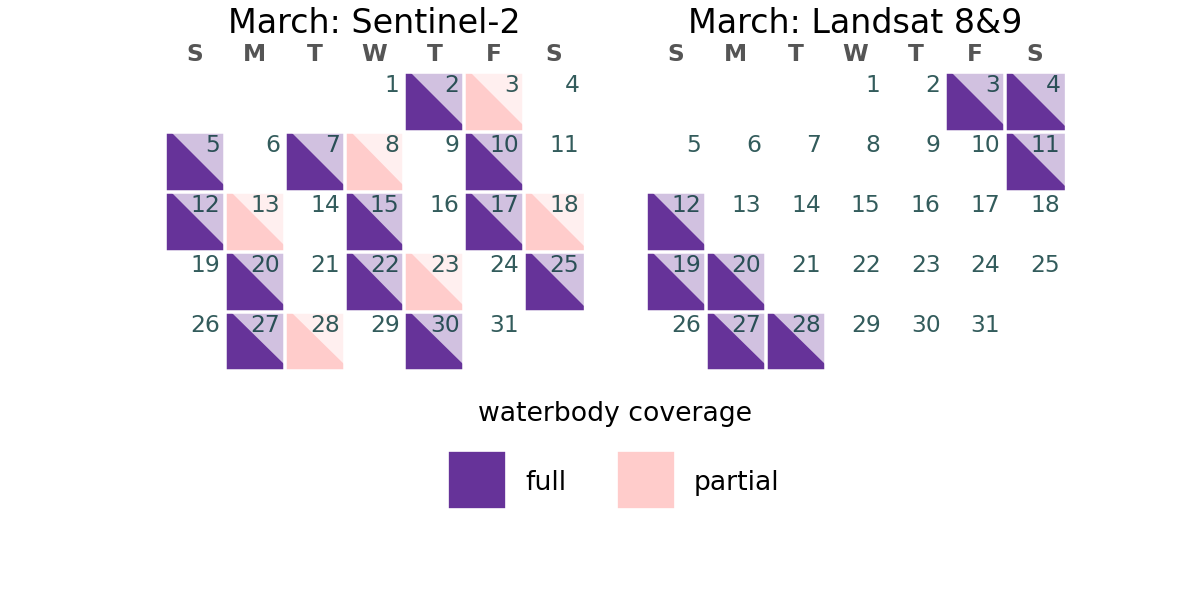 March: Sentinel-2
S M T W T F S
1 2 3 4
5 6 7 8 9 10 11
12 13 14 15 16 17 18
19 20 21 22 23 24 25
26 27 28 29 30 31
March: Landsat 8&9
S M T W T F S
1 2 3 4
5 6 7 8 9 10 11
12 13 14 15 16 17 18
19 20 21 22 23 24 25
26 27 28 29 30 31
waterbody coverage
full partial